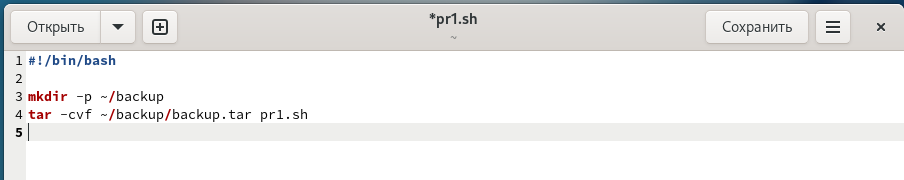 Открыть
*pr1.sh
~
Сохранить
1 #!/bin/bash
2
3 mkdir -p ~/backup
4 tar -cvf ~/backup/backup.tar pr1.sh
5